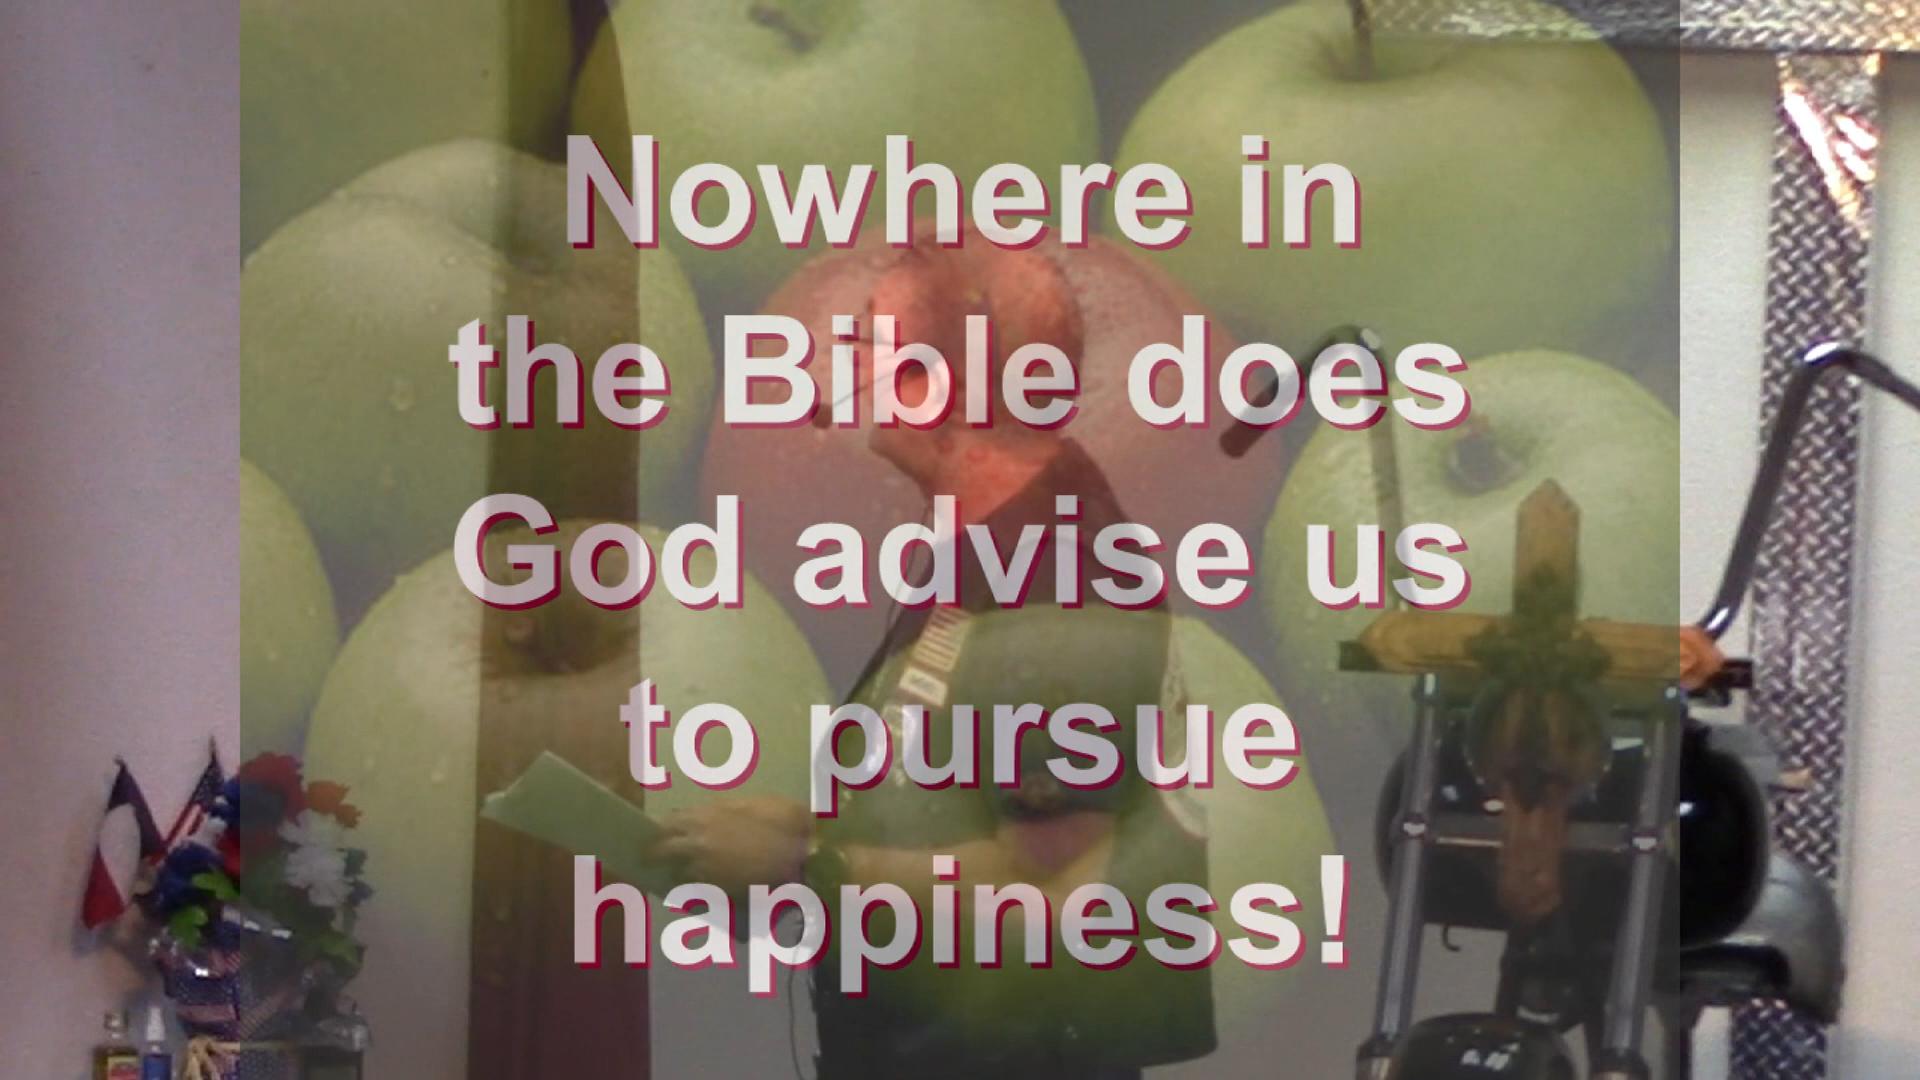 Nowhere in
the Bible does
God advise us
to pursue
happiness!